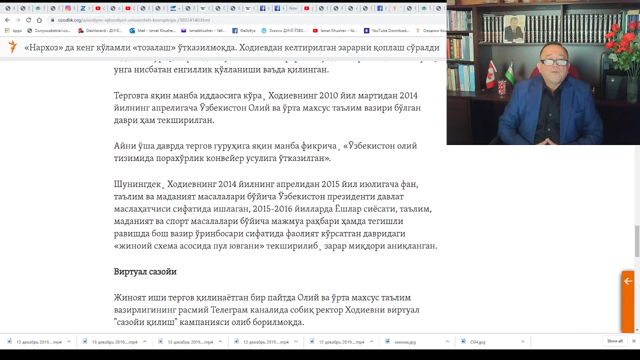 ozodlik.org
«Нархоз» да кенг кўламли «тозалаш» ўтказилмоқда. Ходиевдан келтирилган зарарни қоплаш сўралди
унга нисбатан енгиллик қўлланиши ваъда қилинган.
Терговга яқин манба иддаосига кўра, Ходиевнинг 2010 йил мартидан 2014
йилнинг апрелигача Ўзбекистон Олий ва ўрта махсус таълим вазири бўлган
даври ҳам текширилган.
Айни ўша даврда тергов гуруҳига яқин манба фикрича, «Ўзбекистон олий
тизимида порахўрлик конвейер усулига ўтказилган».
Шунингдек, Ходиевнинг 2014 йилнинг апрелидан 2015 йил июлигача фан,
таълим ва маданият масалалари бўйича Ўзбекистон президенти давлат
маслаҳатчиси сифатида ишлаган, 2015-2016 йилларда Ёшлар сиёсати, таълим,
маданият ва спорт масалалари бўйича мажмуа раҳбари ҳамда тегишли
равишда бош вазир ўринбосари сифатида фаолият кўрсатган давридаги
«жиноий схема асосида пул ювгани» текширилиб, зарар миқдори аниқланган.
Виртуал сазойи
Жиноят иши тергов қилинаётган бир пайтда Олий ва ўрта махсус таълим
вазирлигининг расмий Телеграм каналида собиқ ректор Ходиевни виртуал
"сазойи қилиш" кампанияси олиб борилмоқда.
Show all